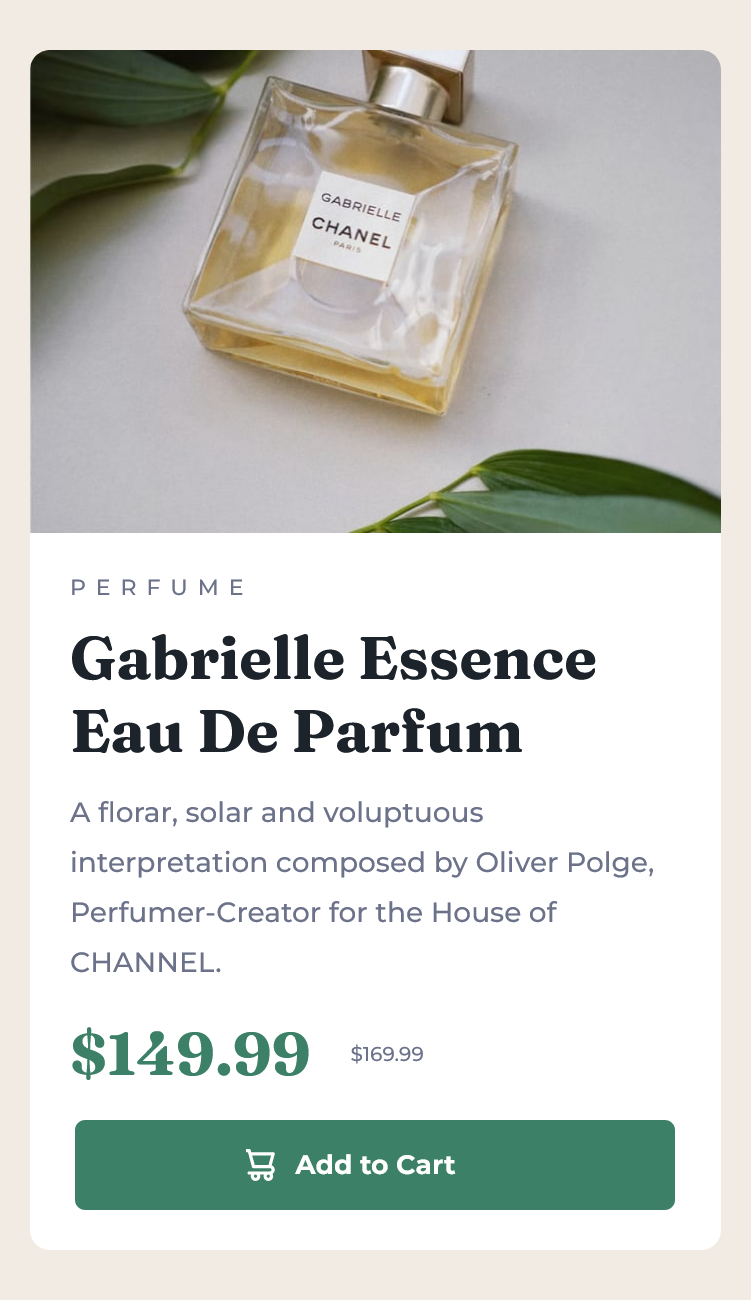 GABRIELLE
CHANEL
PARIS
PERFUME
Gabrielle Essence
Eau De Parfum
A florar, solar and voluptuous
interpretation composed by Oliver Polge,
Perfumer-Creator for the House of
CHANNEL.
$149.99 $169.99
Add to Cart